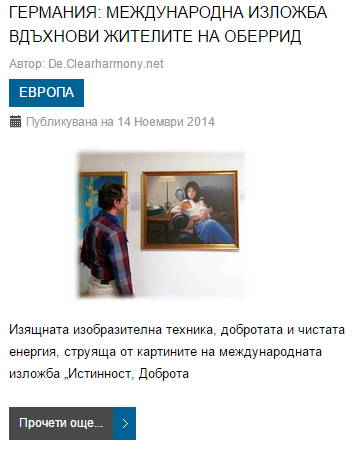 ГЕРМАНИЯ: МЕЖДУНАРОДНА ИЗЛОЖБА
ВДЪХНОВИ ЖИТЕЛИТЕ НА ОБЕРРИД
Автор: De.Clearharmony.net
ЕВРОПА
Публикувана на 14 Ноември 2014
Изящната изобразителна техника, добротата и чистата
енергия, струяща от картините на международната
изложба „Истинност, Доброта
Прочети още...